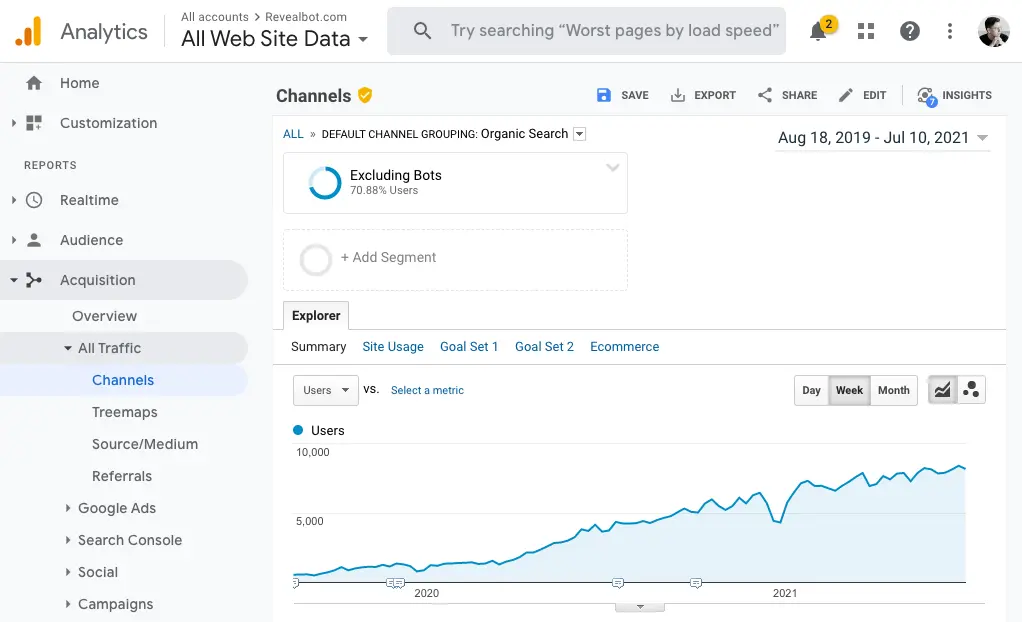 Analytics
All accounts > Revealbot.com
All Web Site Data
Try searching “Worst pages by load speed”
2
Home
Customization
REPORTS
Realtime
Audience
Acquisition
Overview
All Traffic
Channels
Treemaps
Source/Medium
Referrals
Google Ads
Search Console
Social
Campaigns
Channels
SAVE
EXPORT
SHARE
EDIT
7
INSIGHTS
ALL » DEFAULT CHANNEL GROUPING: Organic Search
Aug 18, 2019 - Jul 10, 2021
Excluding Bots
70.88% Users
+ Add Segment
Explorer
Summary
Site Usage
Goal Set 1
Goal Set 2
Ecommerce
Users
VS.
Select a metric
Day
Week
Month
Users
10,000
5,000
2020
2021